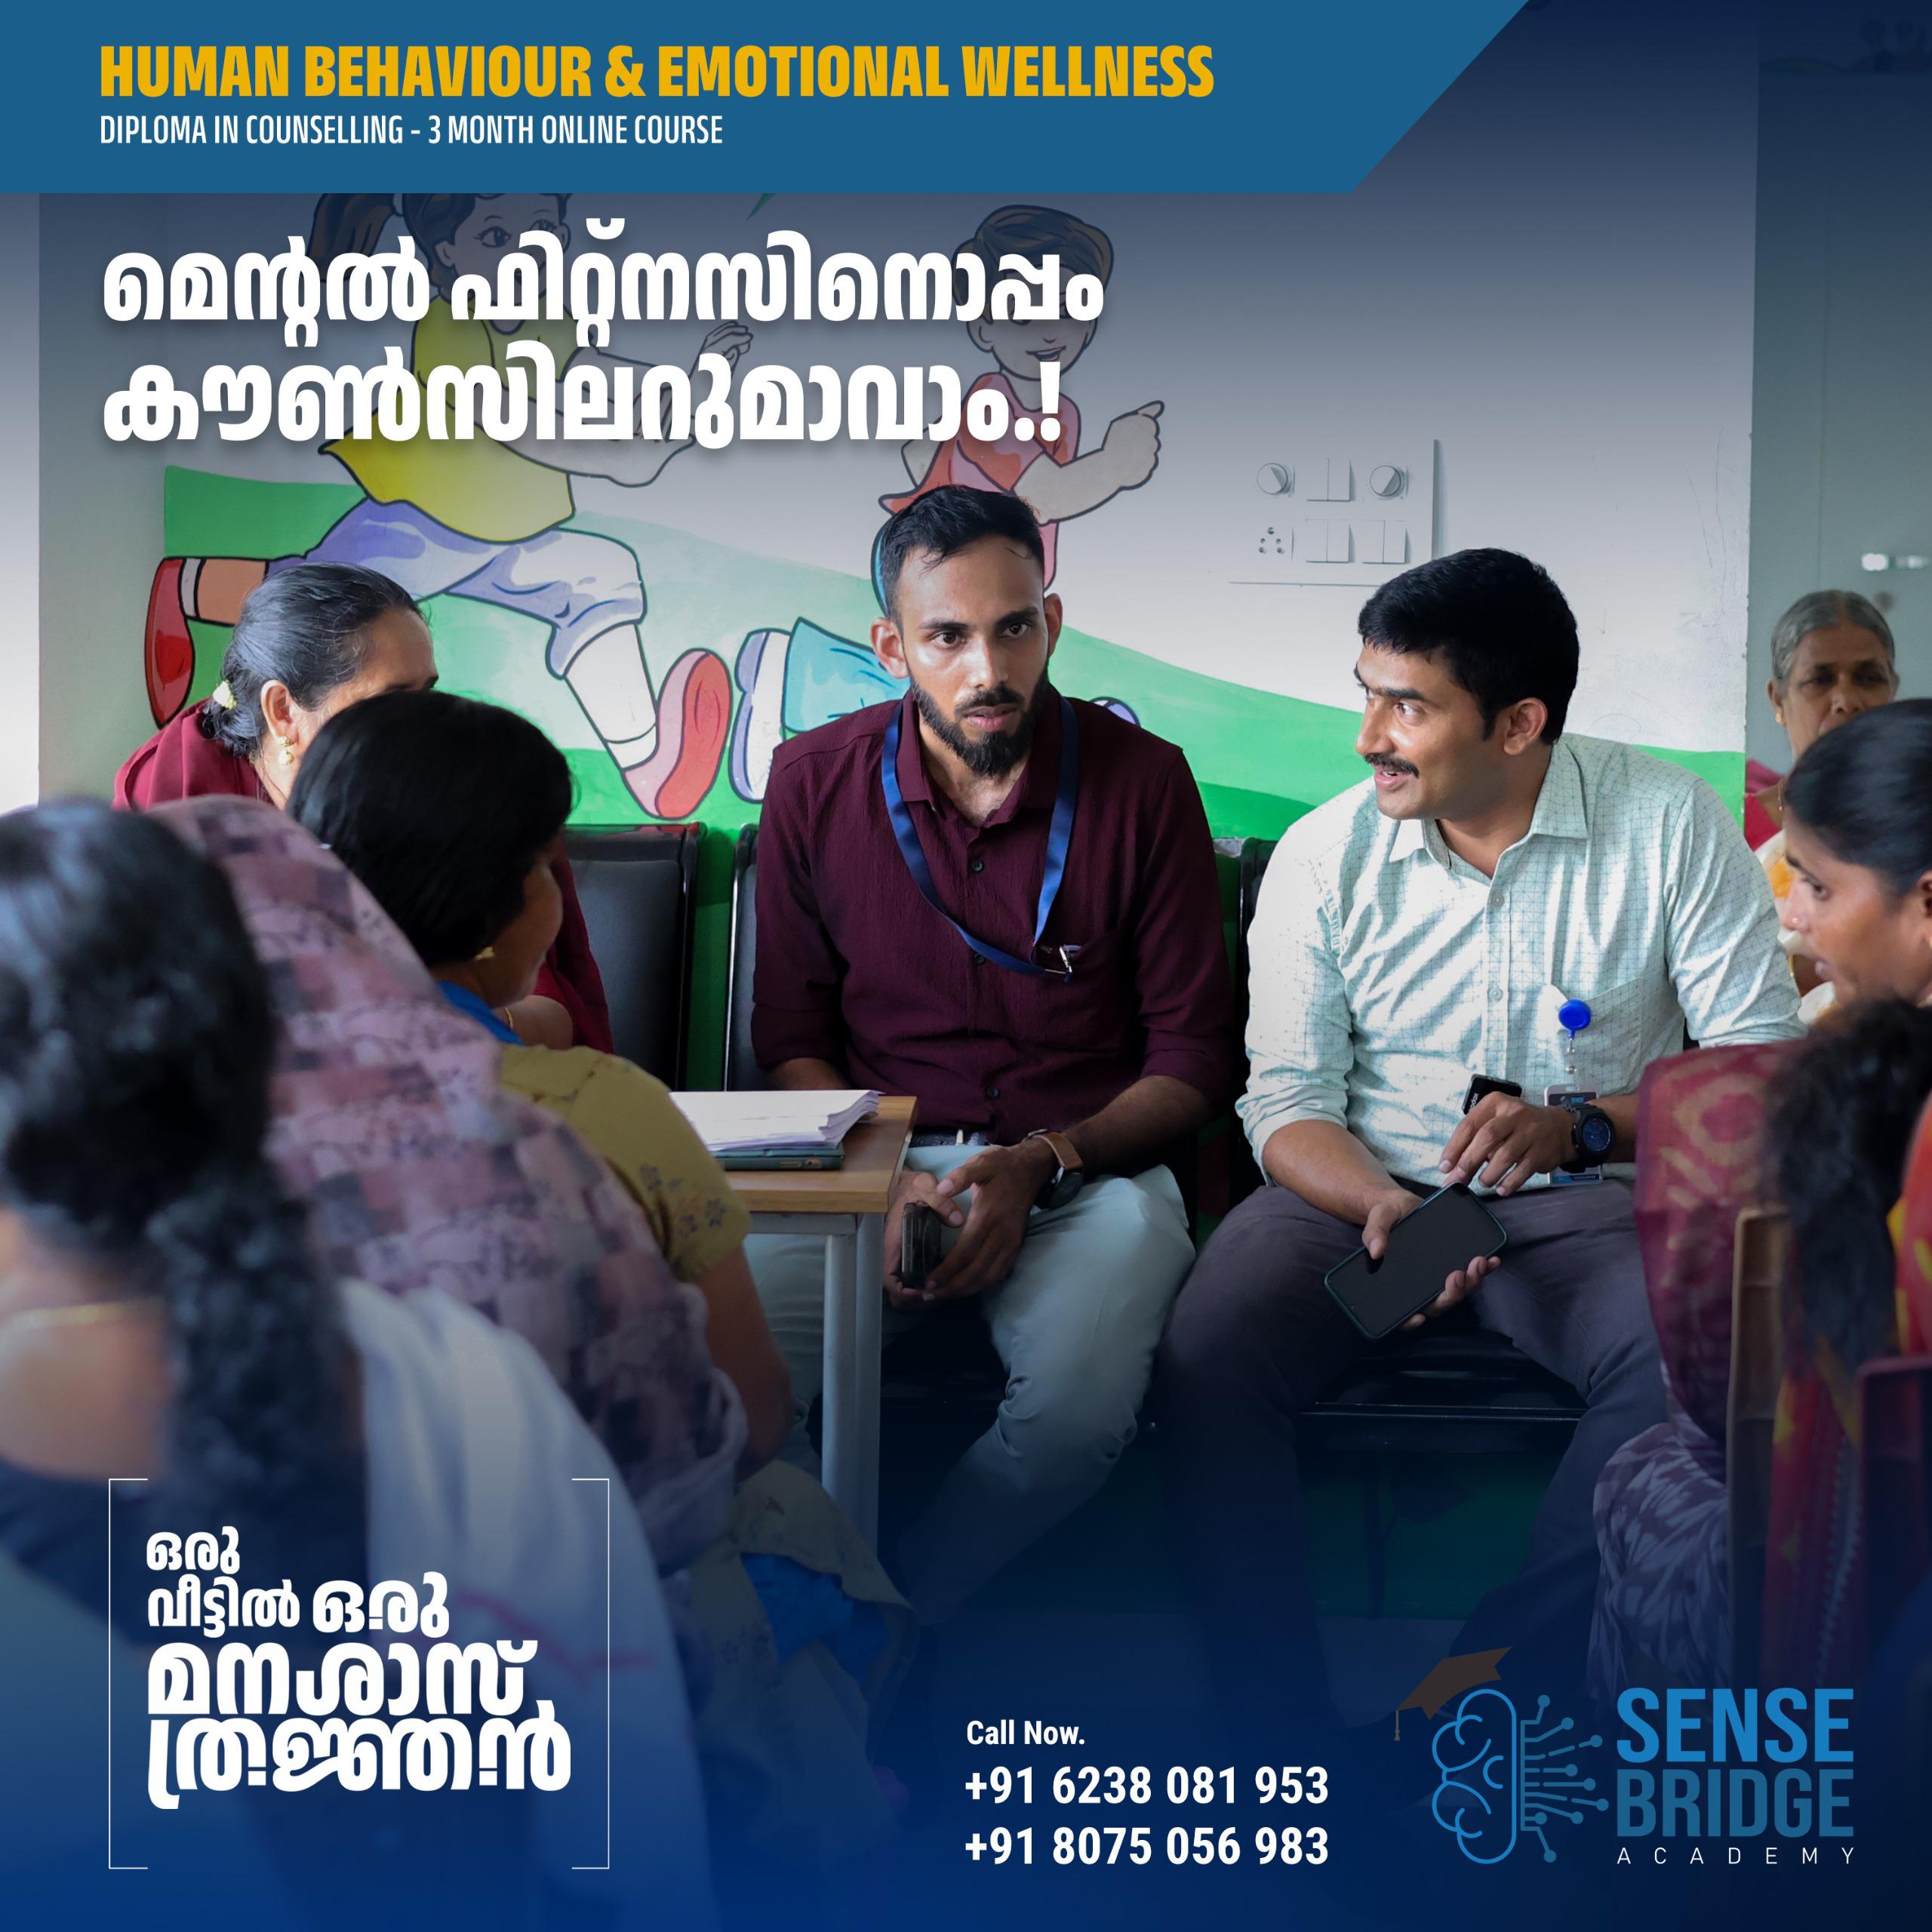 HUMAN BEHAVIOUR & EMOTIONAL WELLNESS
DIPLOMA IN COUNSELLING - 3 MONTH ONLINE COURSE
മെന്റൽ ഫിറ്റ്നസിനൊപ്പം
കൗൺസിലറുമാവാം.!
ഒരു
വീട്ടിൽ ഒരു
മനശാസ്
ത്രജ്ഞൻ
Call Now.
+91 6238 081 953
+91 8075 056 983
SENSE
BRIDGE
ACADEMY